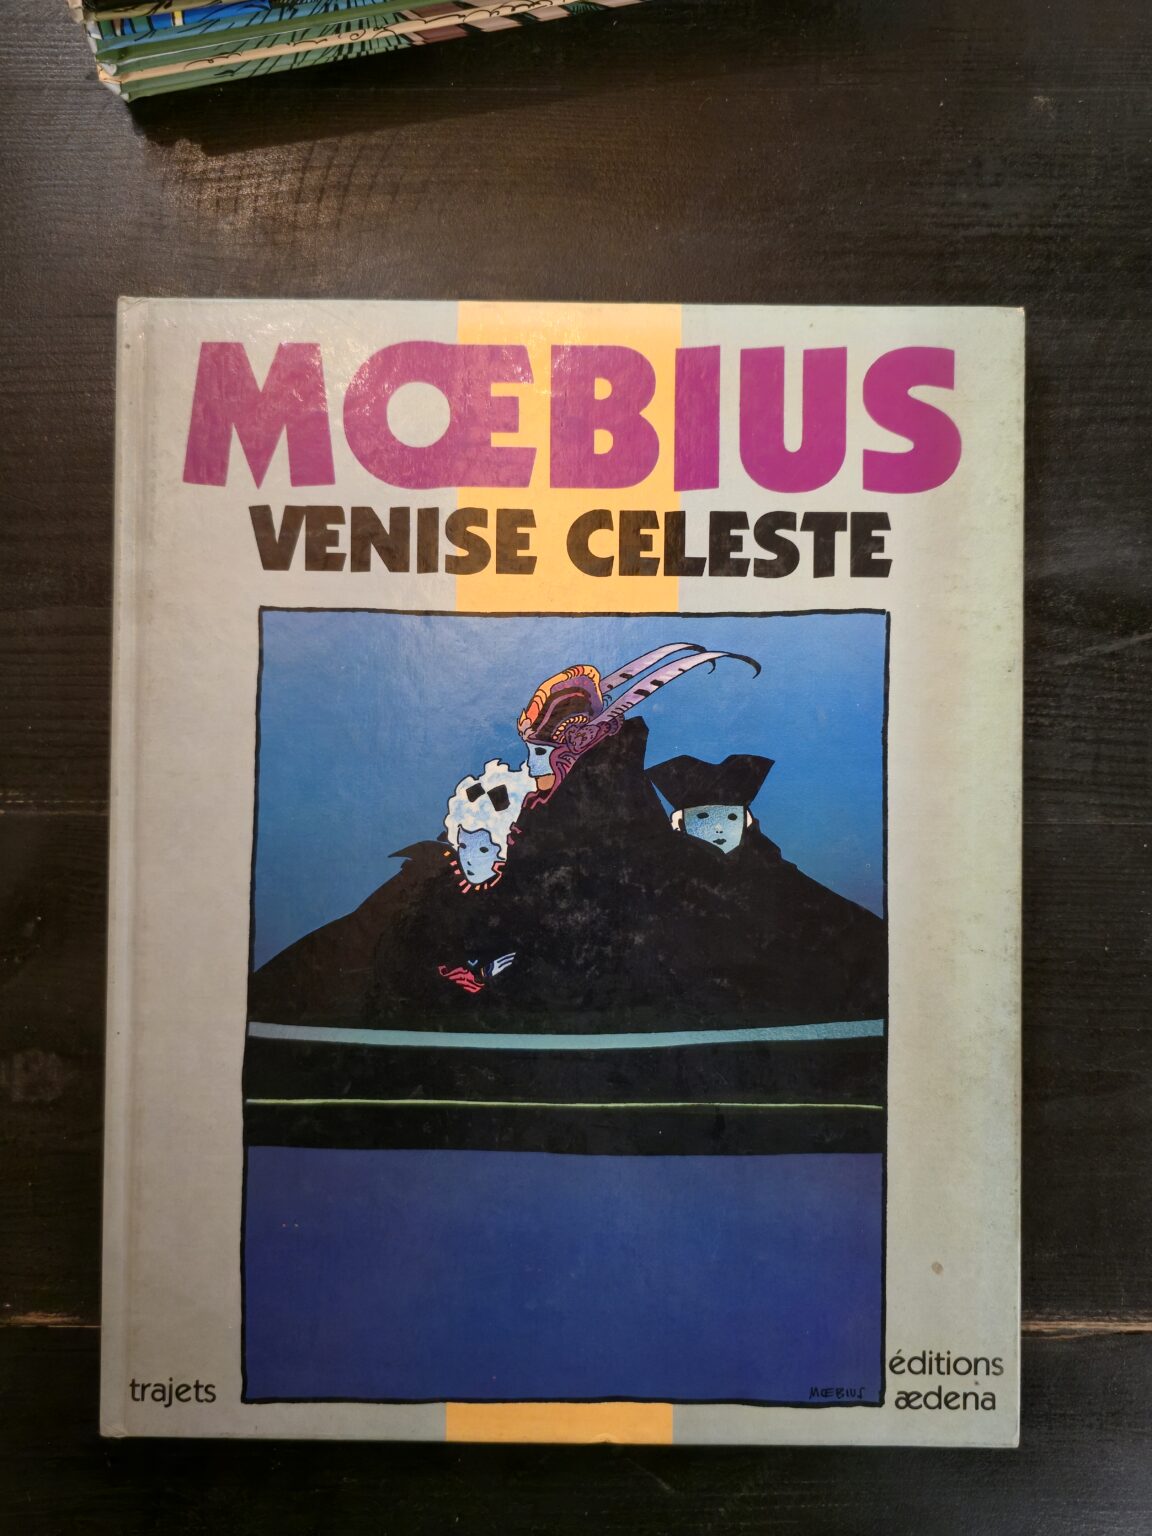 MŒBIUS
VENISE CELESTE
MŒBIUS
trajets
éditions
ædena